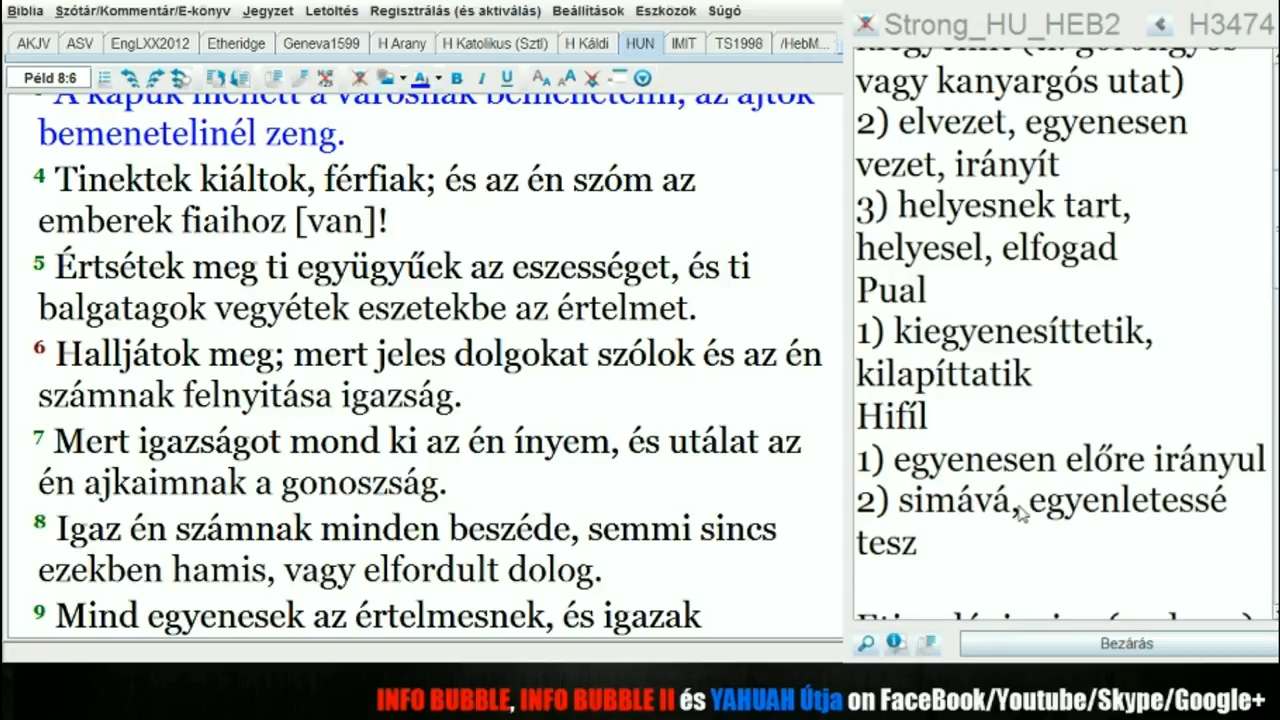 Biblia Szótár/Kommentár/E-könyv Jegyzet Letöltés Regisztrálás (és aktiválás) Beállítások Eszközök Súgó
AKJV ASV EngLXX2012 Etheridge Geneva1599 H Arany H Katolikus (SztI) H Káldi HUN IMIT TS1998 /HebM...
Péld 8:6
A kapuk mellett a városnak bemenetelin, az ajtók
bemenetelinél zeng.
4 Tinektek kiáltok, férfiak; és az én szóm az
emberek fiaihoz [van]!
5 Értsétek meg ti együgyűek az eszességet, és ti
balgatagok vegyétek eszetekbe az értelmet.
6 Halljátok meg; mert jeles dolgokat szólok és az én
számnak felnyitása igazság.
7 Mert igazságot mond ki az én ínyem, és utálat az
én ajkaimnak a gonoszság.
8 Igaz én számnak minden beszéde, semmi sincs
ezekben hamis, vagy elfordult dolog.
9 Mind egyenesek az értelmesnek, és igazak
Strong_HU_HEB2 H3474
vagy kanyargós utat)
2) elvezet, egyenesen
vezet, irányít
3) helyesnek tart,
helyesel, elfogad
Pual
1) kiegyenesíttetik,
kilapíttatik
Hifíl
1) egyenesen előre irányul
2) simává, egyenletessé
tesz
Bezárás
INFO BUBBLE, INFO BUBBLE II és YAHUAH Útja on FaceBook/Youtube/Skype/Google+